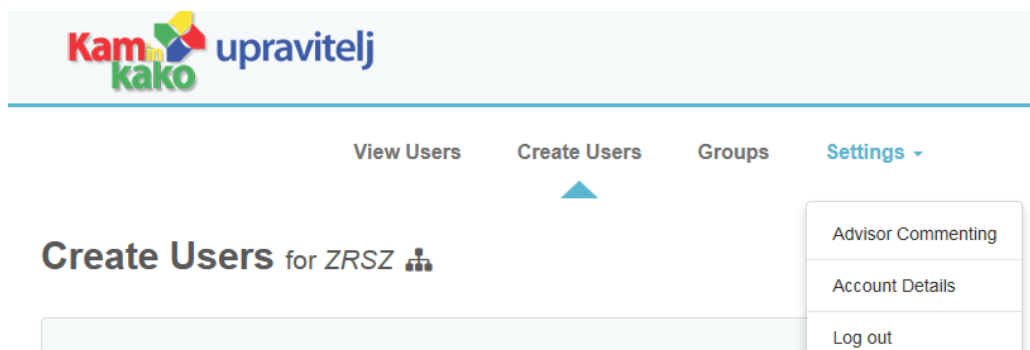 Kam in kako upravitelj
View Users Create Users Groups Settings
Create Users for ZRSZ
Advisor Commenting
Account Details
Log out